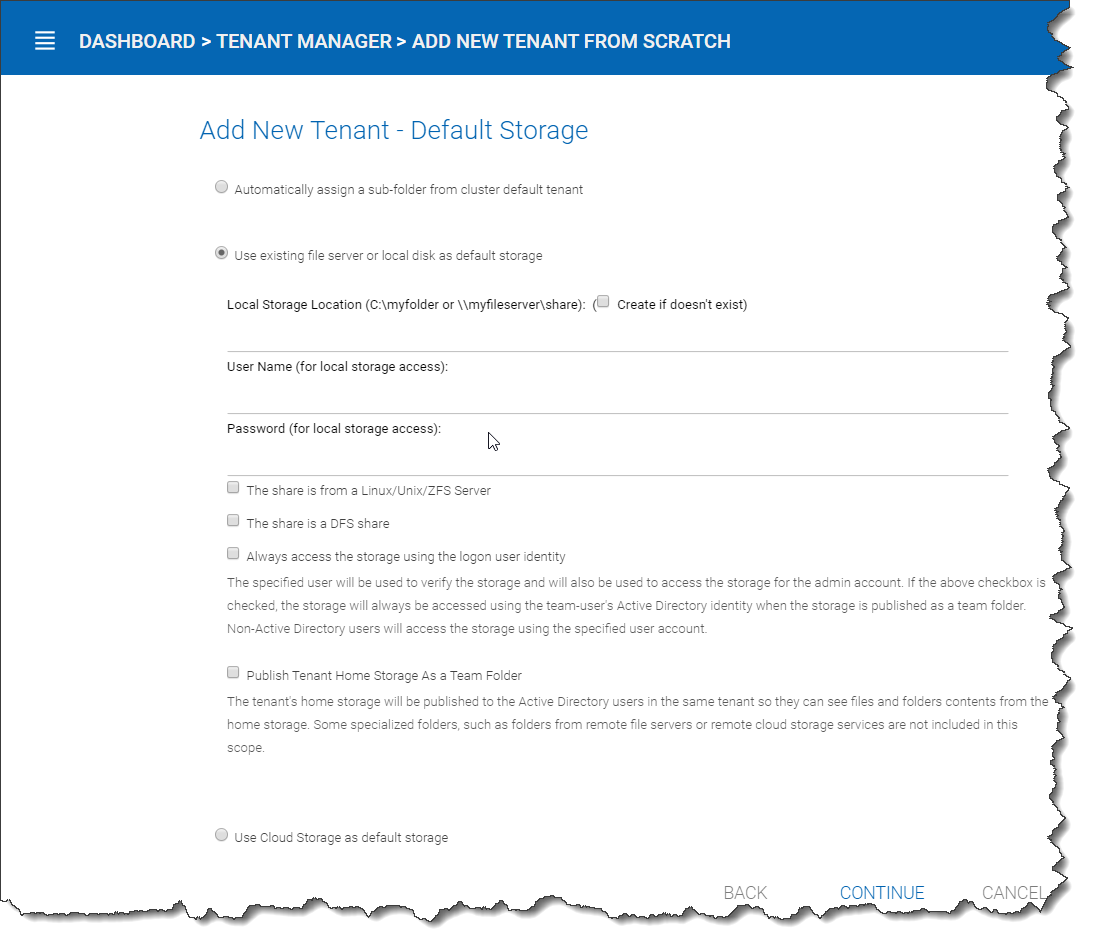 DASHBOARD > TENANT MANAGER > ADD NEW TENANT FROM SCRATCH
Add New Tenant - Default Storage
Automatically assign a sub-folder from cluster default tenant
Use existing file server or local disk as default storage
Local Storage Location (C:\myfolder or \\myfileserver\share): ( Create if doesn't exist)
User Name (for local storage access):
Password (for local storage access):
The share is from a Linux/Unix/ZFS Server
The share is a DFS share
Always access the storage using the logon user identity
The specified user will be used to verify the storage and will also be used to access the storage for the admin account. If the above checkbox is
checked, the storage will always be accessed using the team-user's Active Directory identity when the storage is published as a team folder.
Non-Active Directory users will access the storage using the specified user account.
Publish Tenant Home Storage As a Team Folder
The tenant's home storage will be published to the Active Directory users in the same tenant so they can see files and folders contents from the
home storage. Some specialized folders, such as folders from remote file servers or remote cloud storage services are not included in this
scope.
Use Cloud Storage as default storage
BACK CONTINUE CANCEL